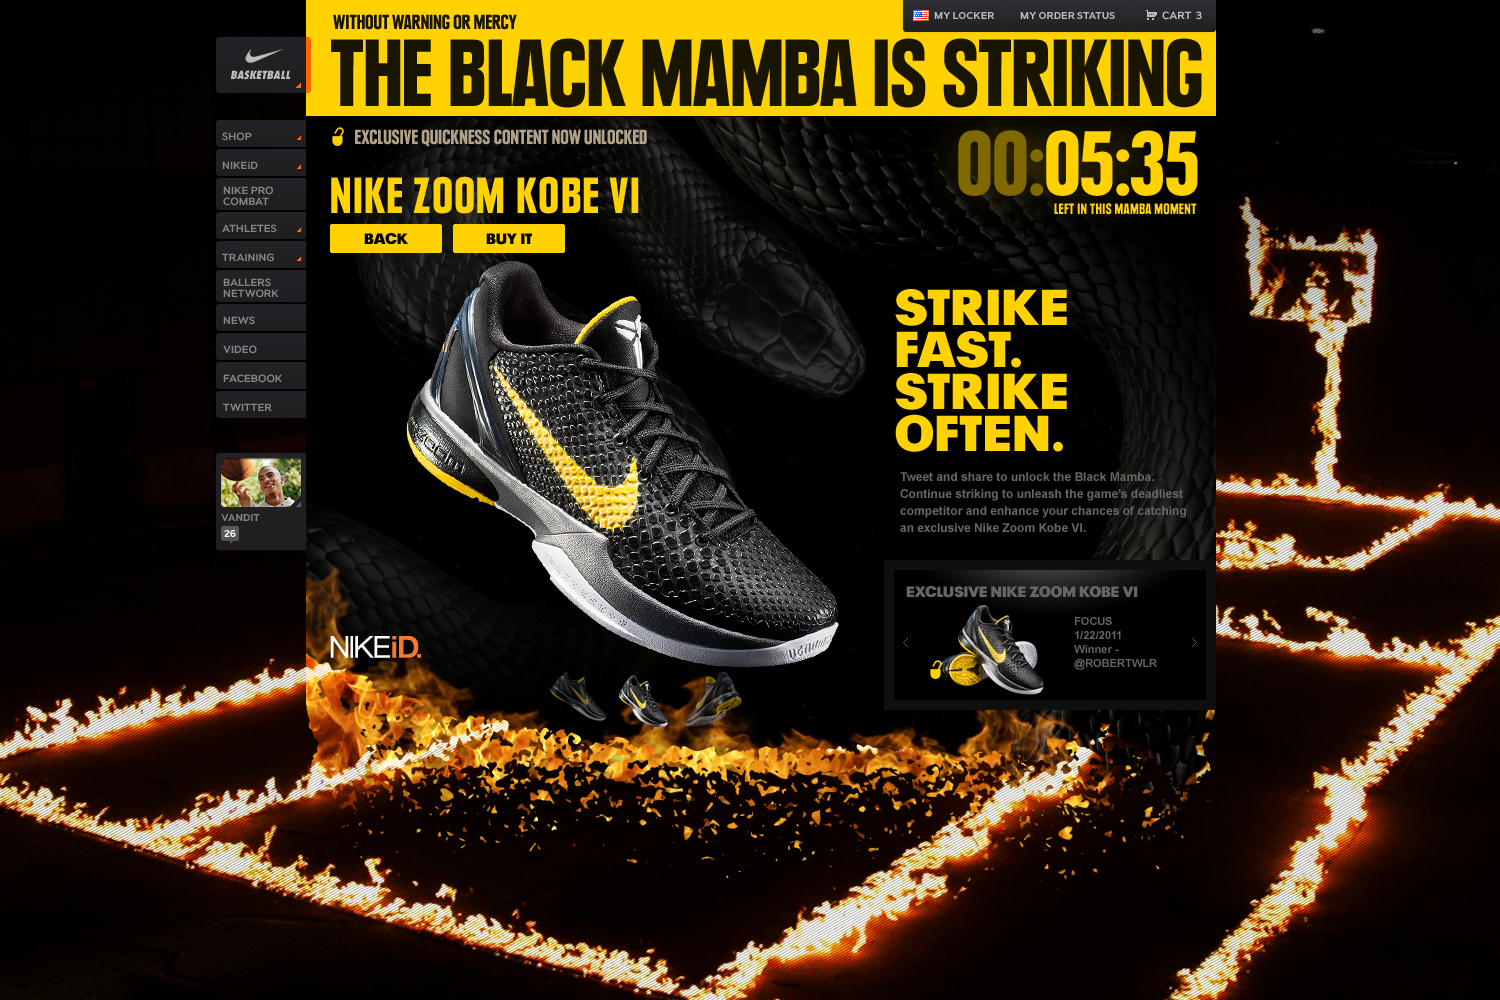 WITHOUT WARNING OR MERCY
THE BLACK MAMBA IS STRIKING
MY LOCKER
MY ORDER STATUS
CART 3
BASKETBALL
SHOP
NIKEiD
NIKE PRO
COMBAT
ATHLETES
TRAINING
BALLERS
NETWORK
NEWS
VIDEO
FACEBOOK
TWITTER
VANDIT
26
EXCLUSIVE QUICKNESS CONTENT NOW UNLOCKED
00:05:35
LEFT IN THIS MAMBA MOMENT
NIKE ZOOM KOBE VI
BACK
BUY IT
STRIKE
FAST.
STRIKE
OFTEN.
Tweet and share to unlock the Black Mamba.
Continue striking to unleash the game's deadliest
competitor and enhance your chances of catching
an exclusive Nike Zoom Kobe VI.
EXCLUSIVE NIKE ZOOM KOBE VI
FOCUS
1/22/2011
Winner -
@ROBERTWLR
ZOOM
NIKEiD.